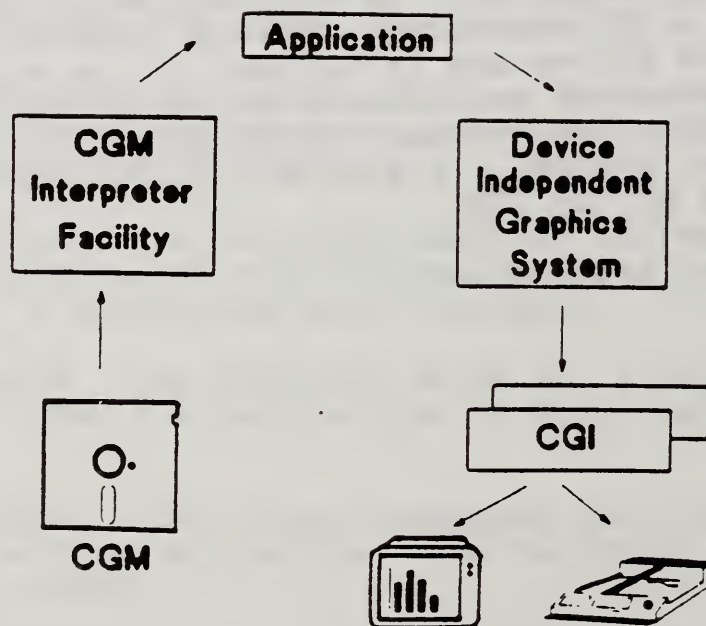 Application
CGM
Interpreter
Facility
Device
Independent
Graphics
System
CGI
CGM